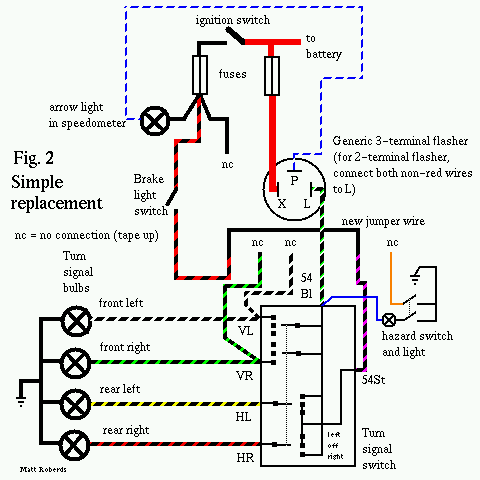 ignition switch
to
battery
fuses
arrow light
in speedometer
nc
Generic 3-terminal flasher
(for 2-terminal flasher,
connect both non-red wires
to L)
P
X L
Fig. 2
Simple
replacement
Brake
light
switch
new jumper wire
nc = no connection (tape up)
nc nc
nc
Turn
signal
bulbs
54
Bl
front left
VL
hazard switch
and light
front right
VR
54St
rear left
HL
rear right
HR
left
off
right
Turn
signal
switch
Matt Roberds